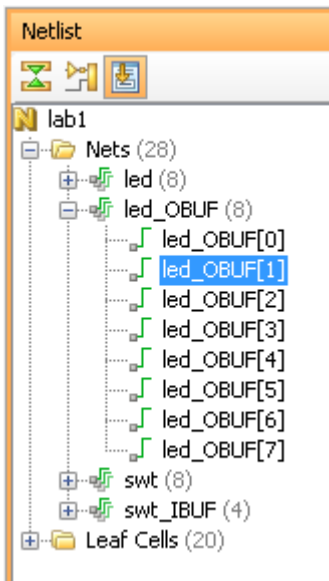 Netlist
lab1
Nets (28)
led (8)
led_OBUF (8)
led_OBUF[0]
led_OBUF[1]
led_OBUF[2]
led_OBUF[3]
led_OBUF[4]
led_OBUF[5]
led_OBUF[6]
led_OBUF[7]
swt (8)
swt_IBUF (4)
Leaf Cells (20)